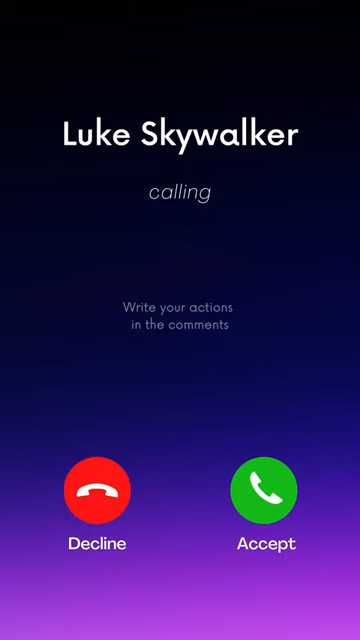 Luke Skywalker
calling
Write your actions
in the comments
Decline
Accept